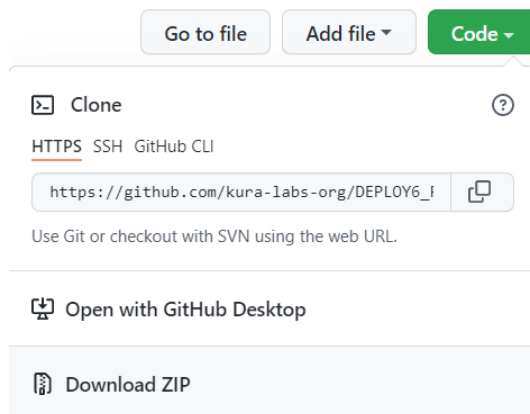 Go to file Add file Code
Clone
HTTPS SSH GitHub CLI
https://github.com/kura-labs-org/DEPLOY6_
Use Git or checkout with SVN using the web URL.
Open with GitHub Desktop
Download ZIP